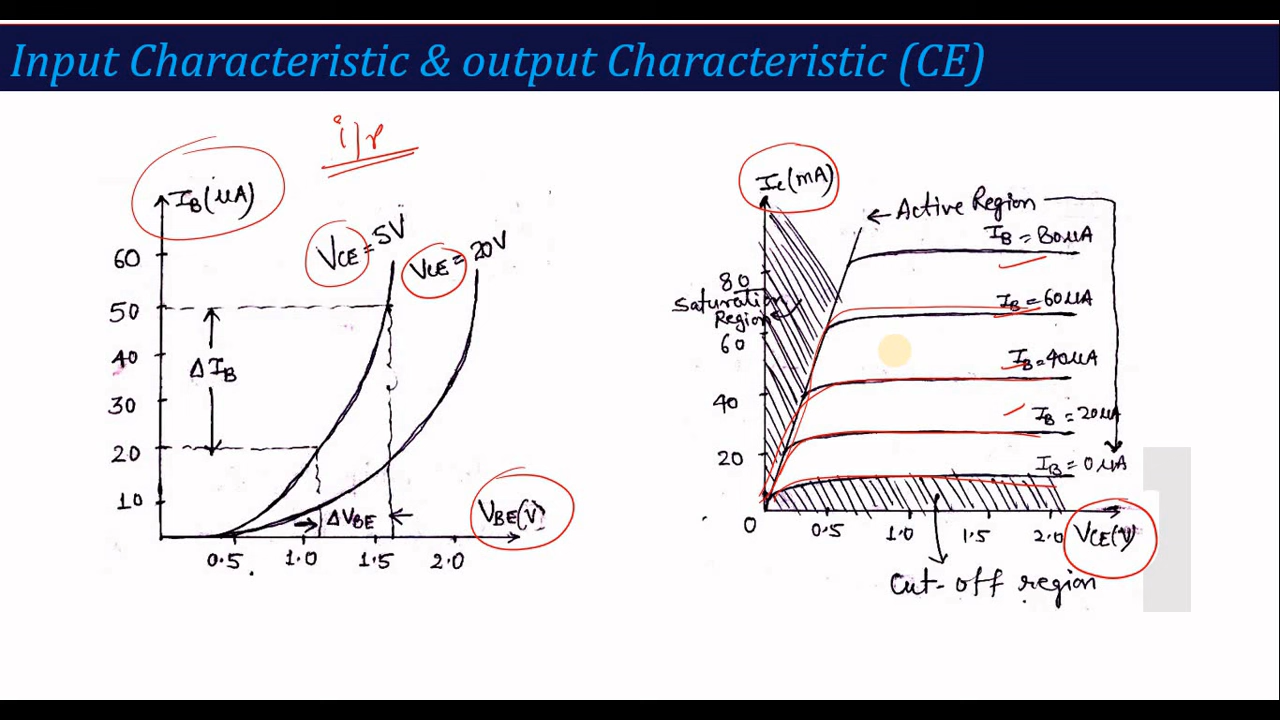 Input Characteristic & output Characteristic (CE)
i/p
IB (μA)
VCE = 5V
VCE = 20V
60
50
40
30
20
10
ΔIB
ΔVBE
VBE (V)
0.5
1.0
1.5
2.0
Ic (mA)
← Active Region
IB = 80μA
80
Saturation
Region
IB = 60μA
60
IB = 40μA
40
IB = 20μA
20
IB = 0μA
0
0.5
1.0
1.5
2.0
VCE (V)
Cut-off region